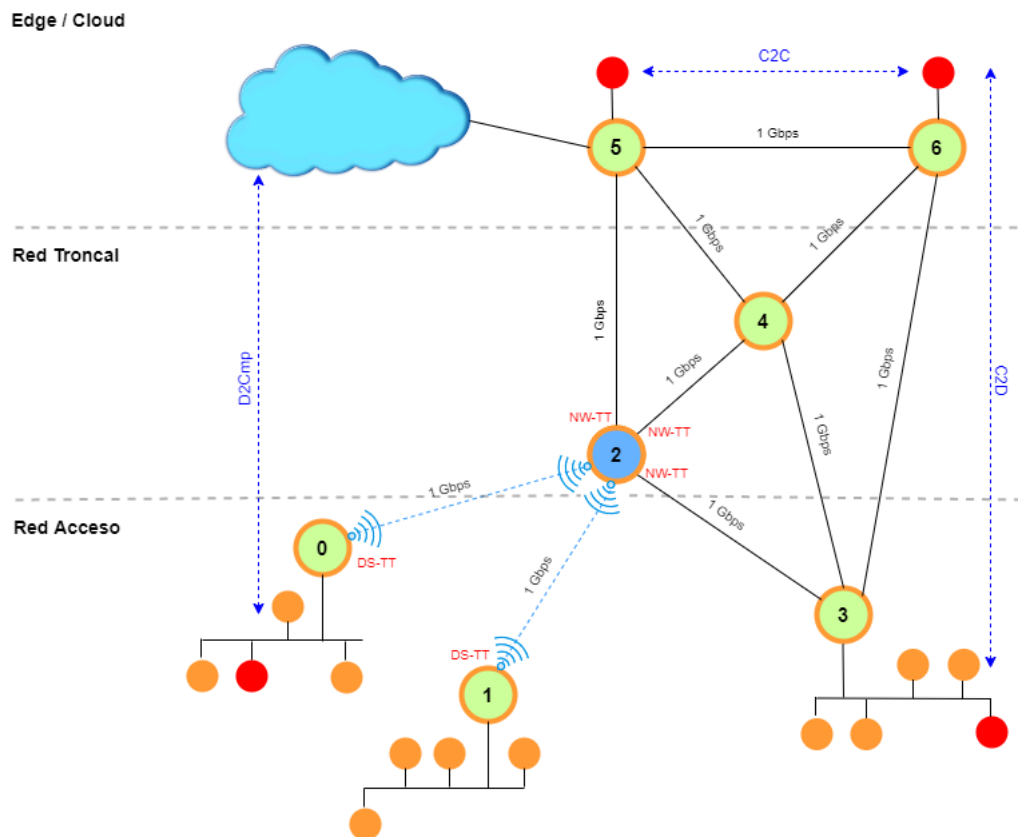 Edge / Cloud
C2C
5
1 Gbps
6
1 Gbps
1 Gbps
Red Troncal
1 Gbps
4
D2Cmp
1 Gbps
1 Gbps
C2D
NW-TT
NW-TT
2
NW-TT
1 Gbps
1 Gbps
Red Acceso
1 Gbps
0
DS-TT
1 Gbps
3
DS-TT
1